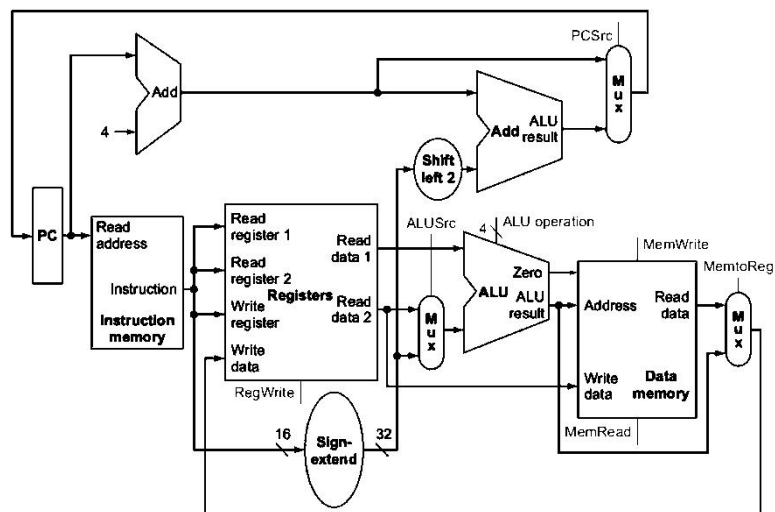 PCSrc
Mux
Add
4
Add
ALU
result
Shift
left 2
PC
Read
address
Instruction
Instruction
memory
Read
register 1
Read
register 2
Write
register
Write
data
Registers
Read
data 1
Read
data 2
RegWrite
16
Sign-
extend
32
ALUSrc
Mux
4
ALU operation
Zero
ALU
ALU
result
MemWrite
Address
Read
data
Write
data
Data
memory
MemRead
MemtoReg
Mux